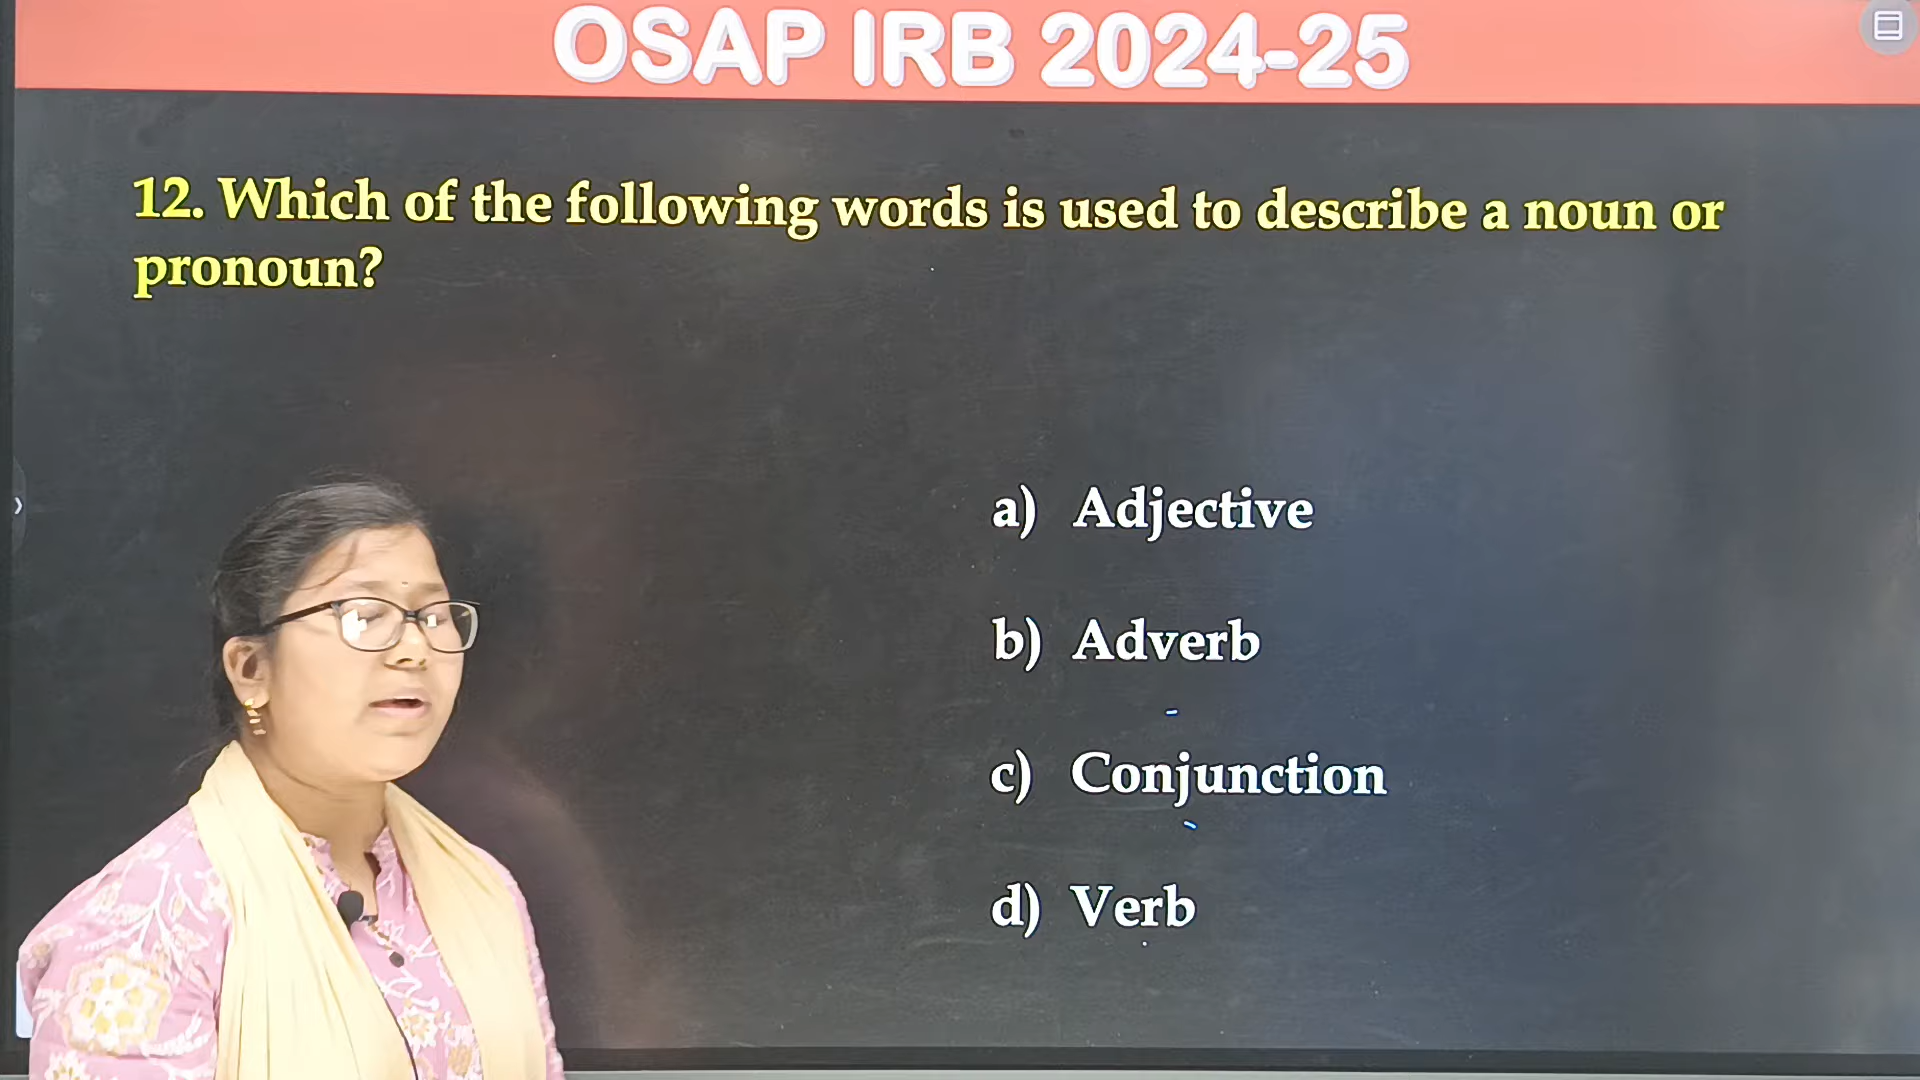 OSAP IRB 2024-25
12. Which of the following words is used to describe a noun or
pronoun?
a) Adjective
b) Adverb
c) Conjunction
d) Verb